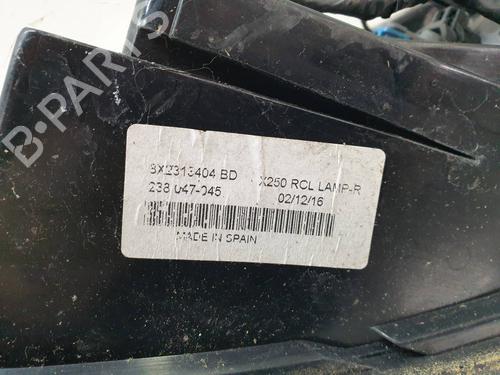 B-PARTS
8X2313404 BD X250 RCL LAMP-R
238 047-045 02/12/16
MADE IN SPAIN